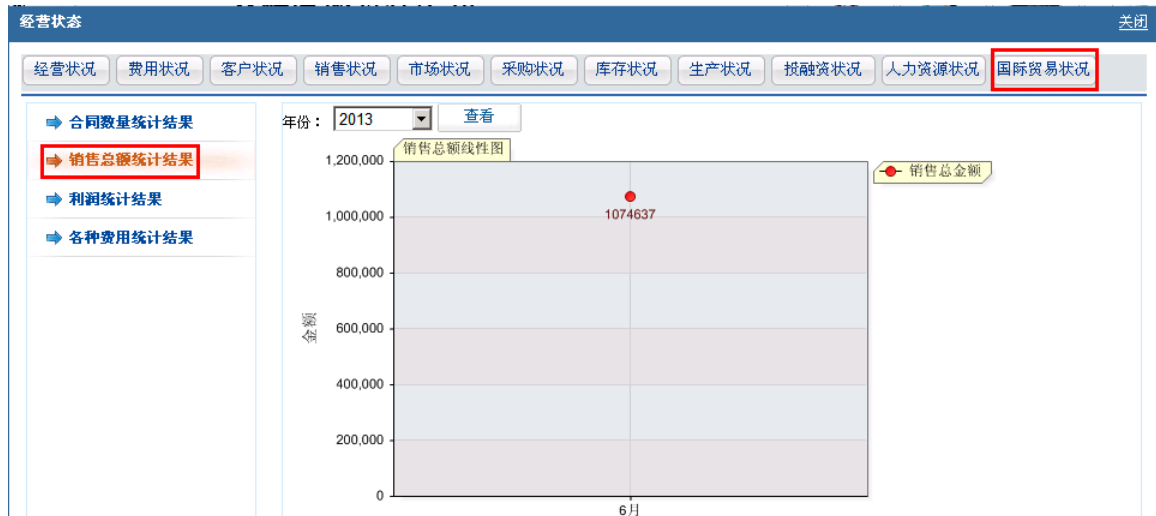 经营状态
关闭
经营状况 费用状况 客户状况 销售状况 市场状况 采购状况 库存状况 生产状况 投融资状况 人力资源状况 国际贸易状况
合同数量统计结果
销售总额统计结果
利润统计结果
各种费用统计结果
年份： 2013 查看
销售总额线性图
销售总金额
1,200,000
1,000,000
800,000
600,000
400,000
200,000
0
金额
1074637
6月